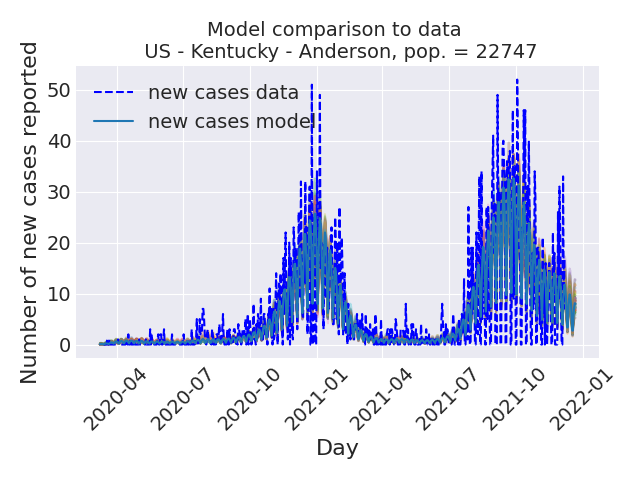 Model comparison to data
US - Kentucky - Anderson, pop. = 22747
Number of new cases reported
50
40
30
20
10
0
new cases data
new cases model
2020-04
2020-07
2020-10
2021-01
2021-04
2021-07
2021-10
2022-01
Day